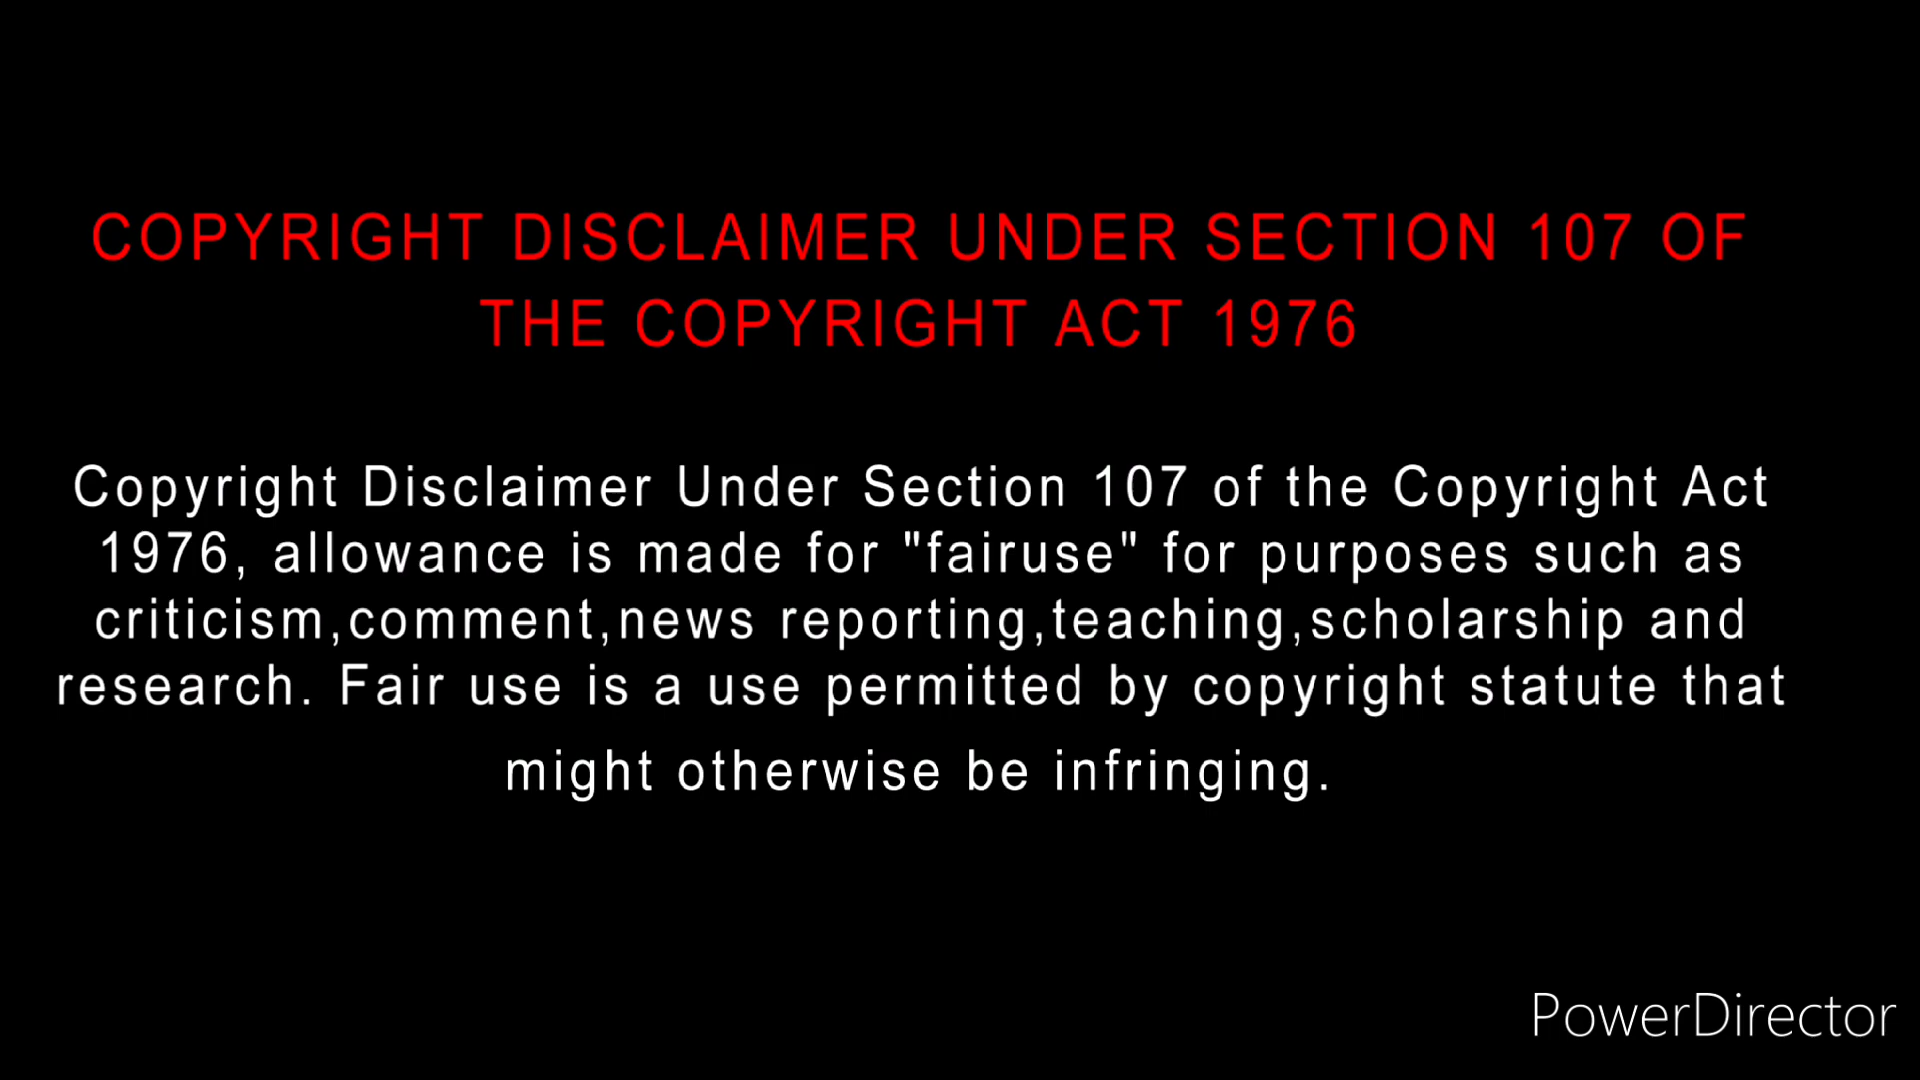 COPYRIGHT DISCLAIMER UNDER SECTION 107 OF
THE COPYRIGHT ACT 1976
Copyright Disclaimer Under Section 107 of the Copyright Act
1976, allowance is made for "fairuse" for purposes such as
criticism,comment,news reporting,teaching,scholarship and
research. Fair use is a use permitted by copyright statute that
might otherwise be infringing.
PowerDirector